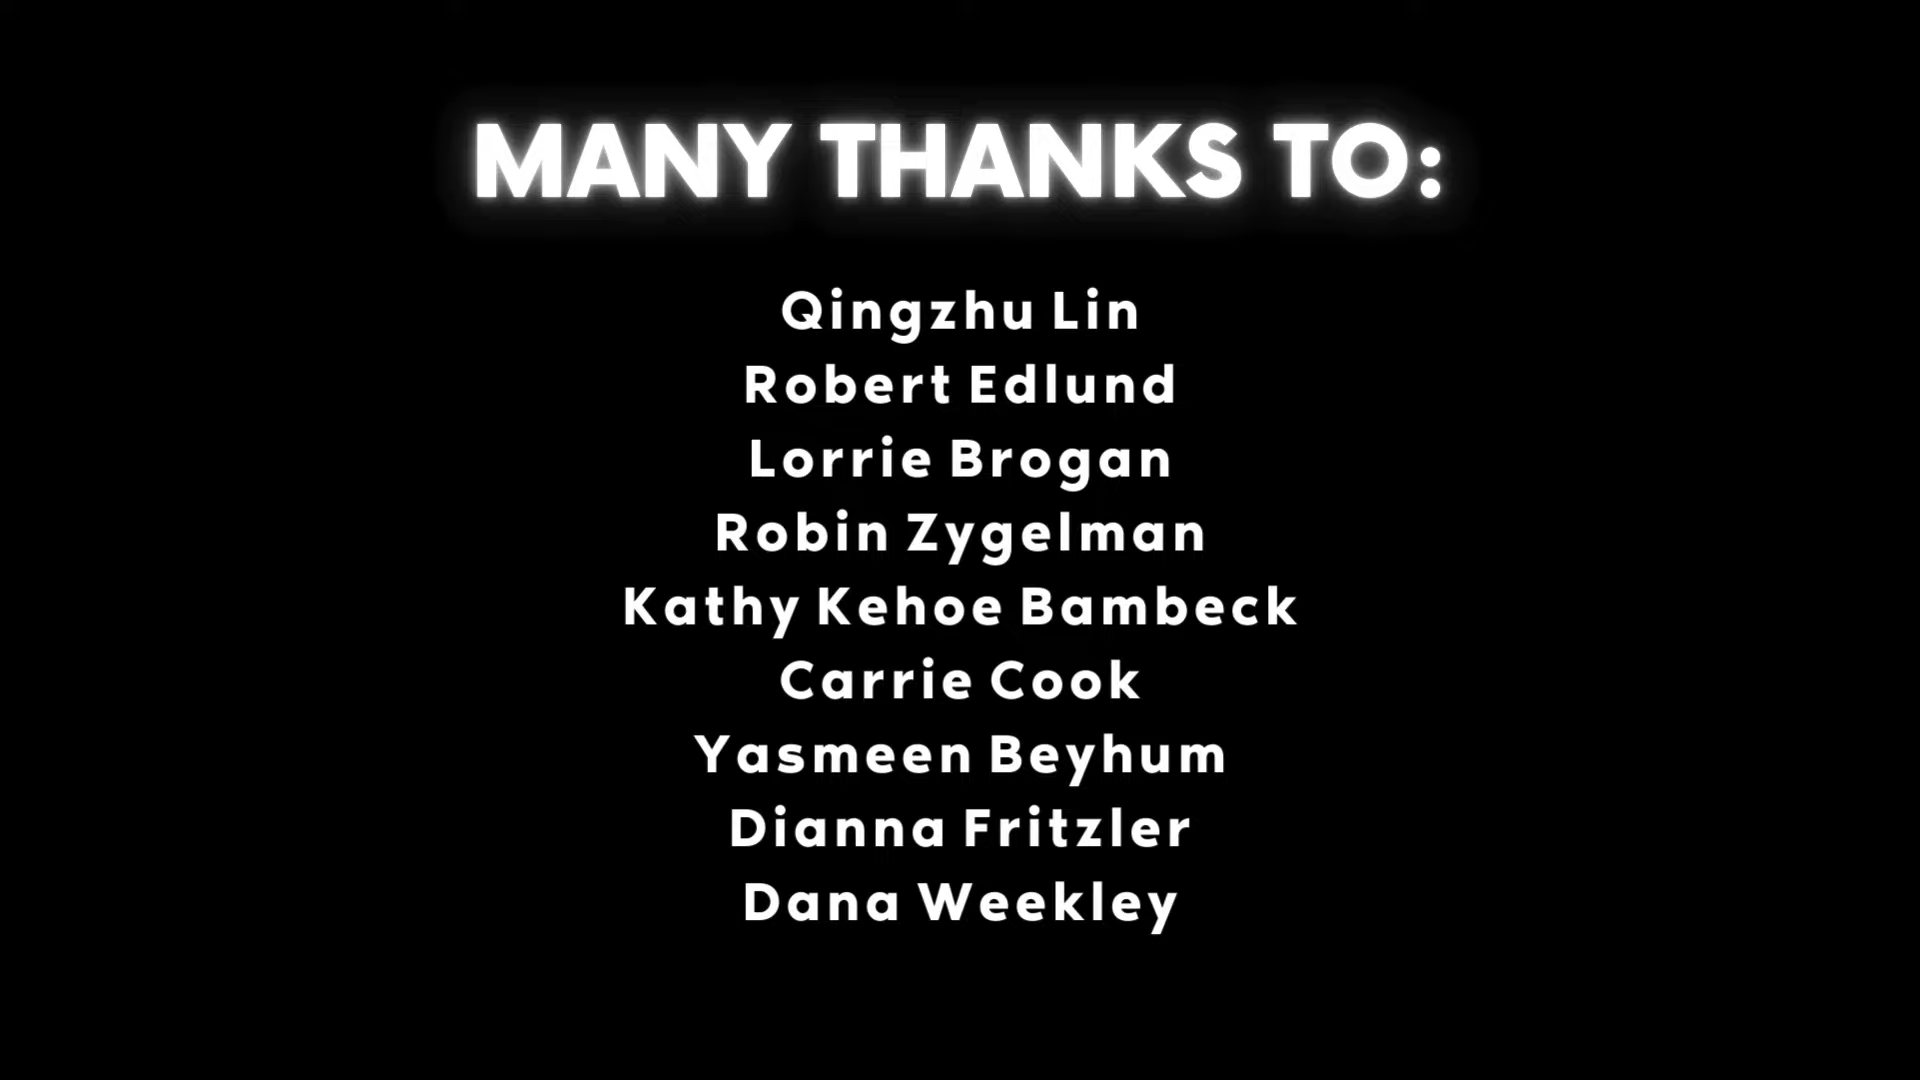 MANY THANKS TO:
Qingzhu Lin
Robert Edlund
Lorrie Brogan
Robin Zygelman
Kathy Kehoe Bambeck
Carrie Cook
Yasmeen Beyhum
Dianna Fritzler
Dana Weekley